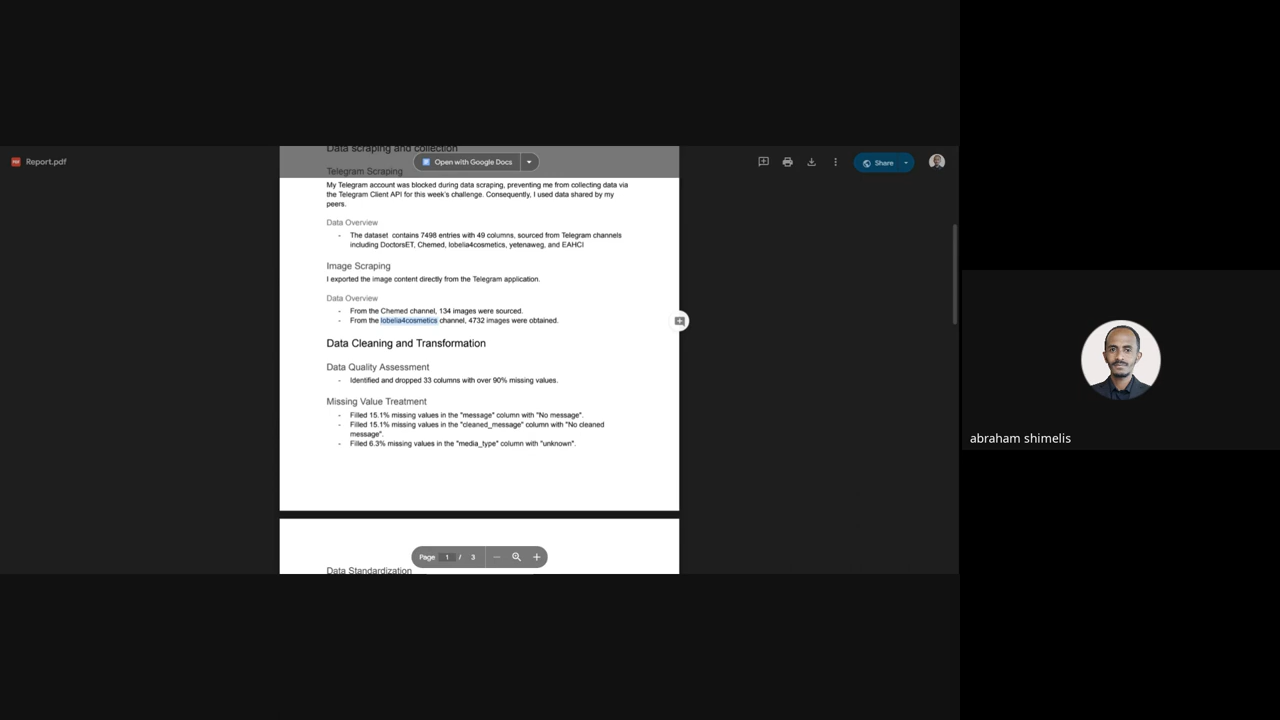 Report.pdf
Open with Google Docs
Share
Data scraping and collection
Telegram Scraping
My Telegram account was blocked during data scraping, preventing me from collecting data via
the Telegram Client API for this week's challenge. Consequently, I used data shared by my
peers.
Data Overview
- The dataset contains 7498 entries with 49 columns, sourced from Telegram channels
including DoctorsET, Chemed, lobelia4cosmetics, yetenaweg, and EAHCI
Image Scraping
I exported the image content directly from the Telegram application.
Data Overview
- From the Chemed channel, 134 images were sourced.
- From the lobelia4cosmetics channel, 4732 images were obtained.
Data Cleaning and Transformation
Data Quality Assessment
- Identified and dropped 33 columns with over 90% missing values.
Missing Value Treatment
- Filled 15.1% missing values in the "message" column with "No message".
- Filled 15.1% missing values in the "cleaned_message" column with "No cleaned
message".
- Filled 6.3% missing values in the "media_type" column with "unknown".
Page 1 / 3
Data Standardization
abraham shimelis